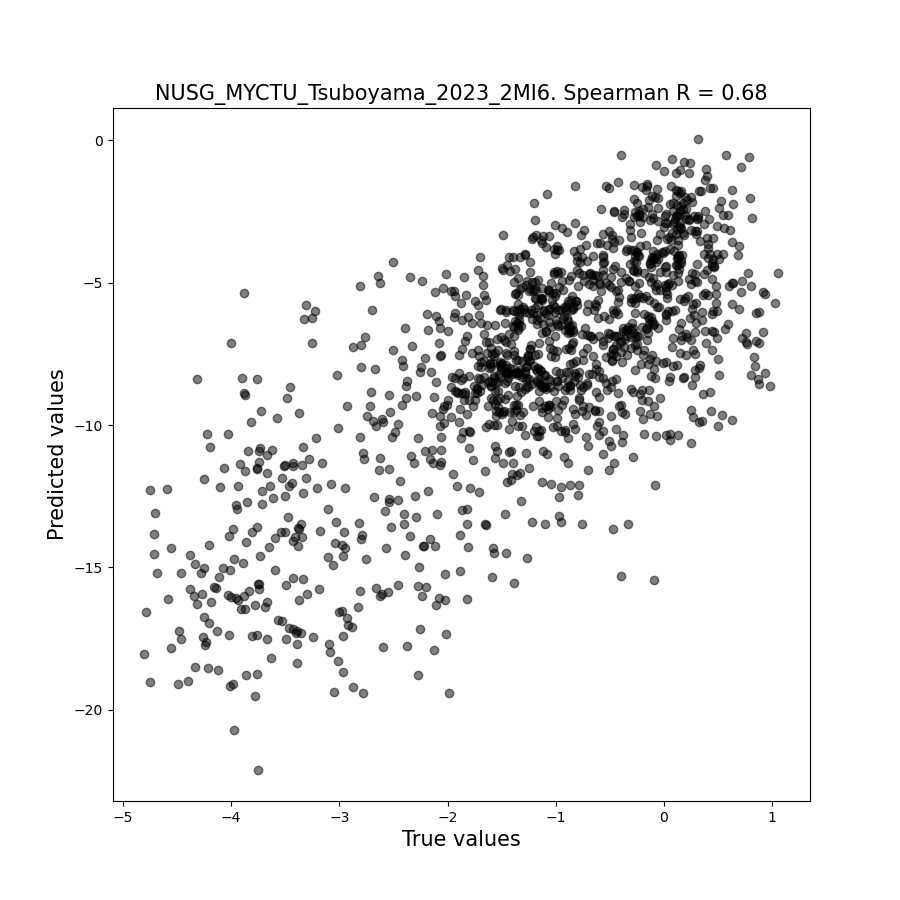 NUSG_MYCTU_Tsuboyama_2023_2MI6. Spearman R = 0.68
0
−5
−10
−15
−20
Predicted values
−5 −4 −3 −2 −1 0 1
True values